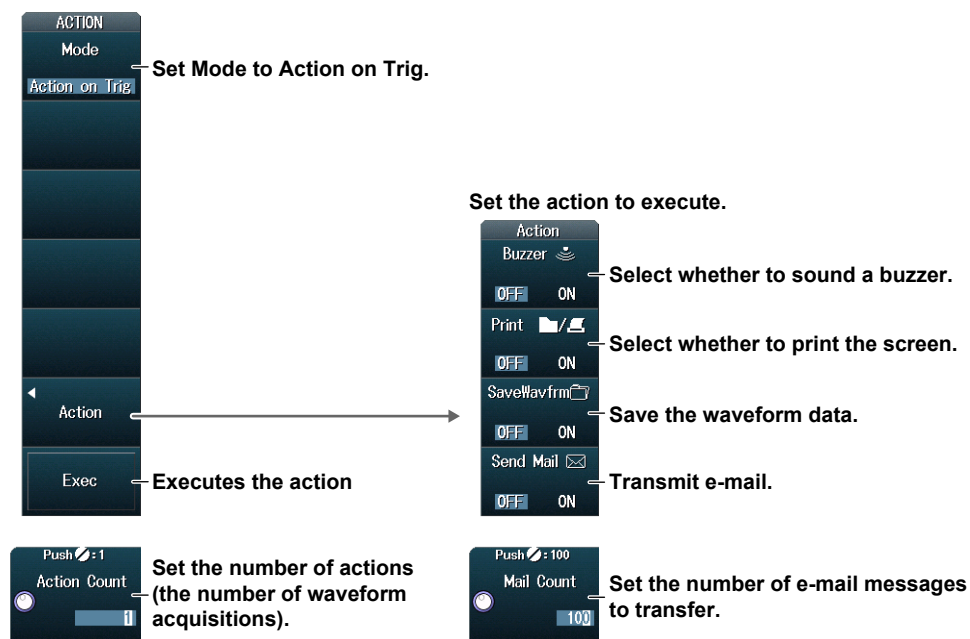 ACTION
Mode
Action on Trig
Set Mode to Action on Trig.
Action
Exec
Executes the action
Set the action to execute.
Action
Buzzer
OFF ON
Select whether to sound a buzzer.
Print /
OFF ON
Select whether to print the screen.
SaveWavfrm
OFF ON
Save the waveform data.
Send Mail
OFF ON
Transmit e-mail.
Push :1
Action Count
1
Set the number of actions
(the number of waveform
acquisitions).
Push :100
Mail Count
100
Set the number of e-mail messages
to transfer.